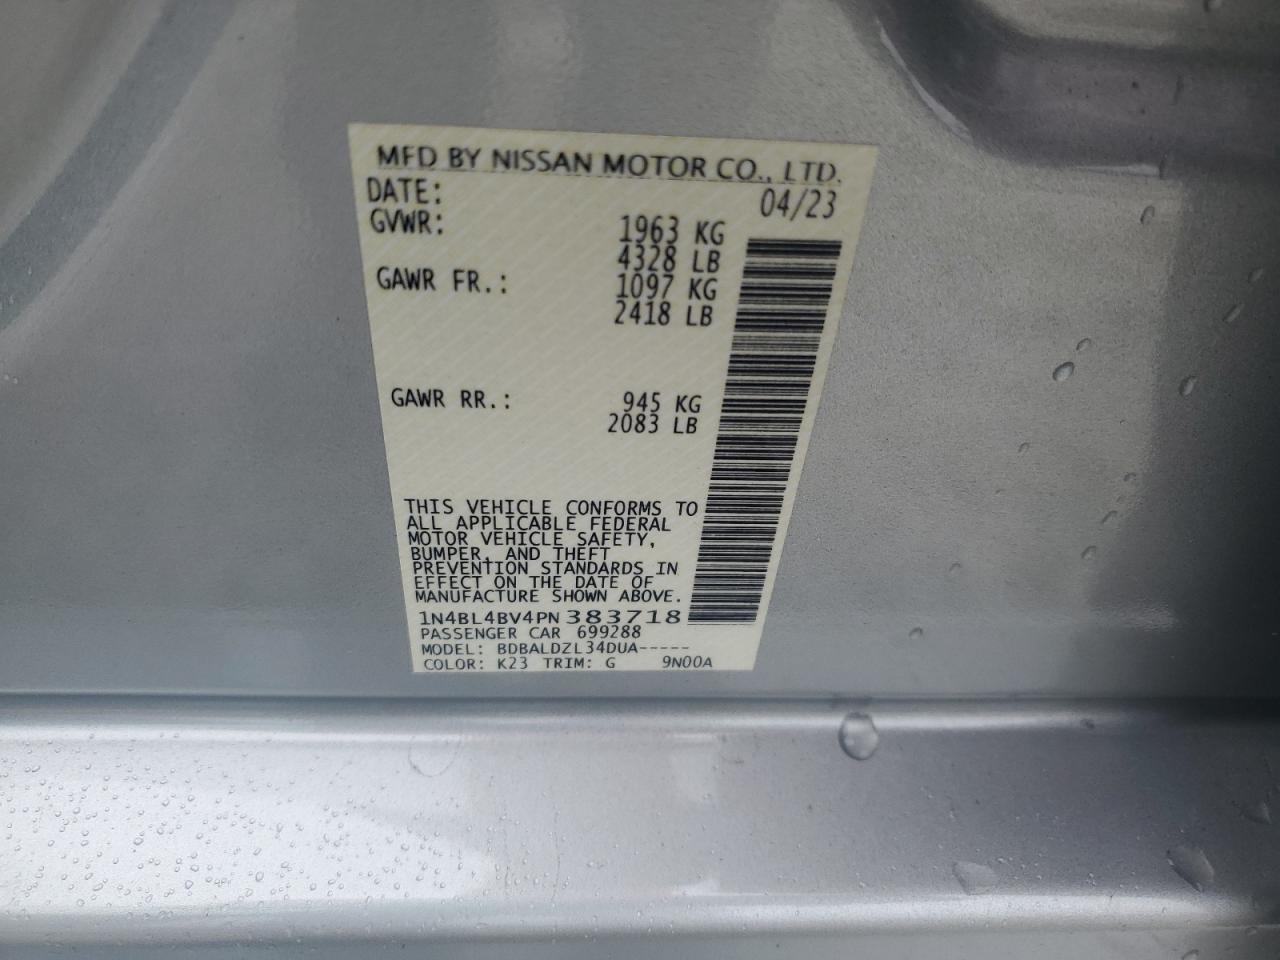 MFD BY NISSAN MOTOR CO., LTD.
DATE: 04/23
GVWR: 1963 KG
4328 LB
GAWR FR.: 1097 KG
2418 LB
GAWR RR.: 945 KG
2083 LB
THIS VEHICLE CONFORMS TO
ALL APPLICABLE FEDERAL
MOTOR VEHICLE SAFETY,
BUMPER, AND THEFT
PREVENTION STANDARDS IN
EFFECT ON THE DATE OF
MANUFACTURE SHOWN ABOVE.
1N4BL4BV4PN383718
PASSENGER CAR 699288
MODEL: BDBALDZL34DUA-----
COLOR: K23 TRIM: G 9N00A